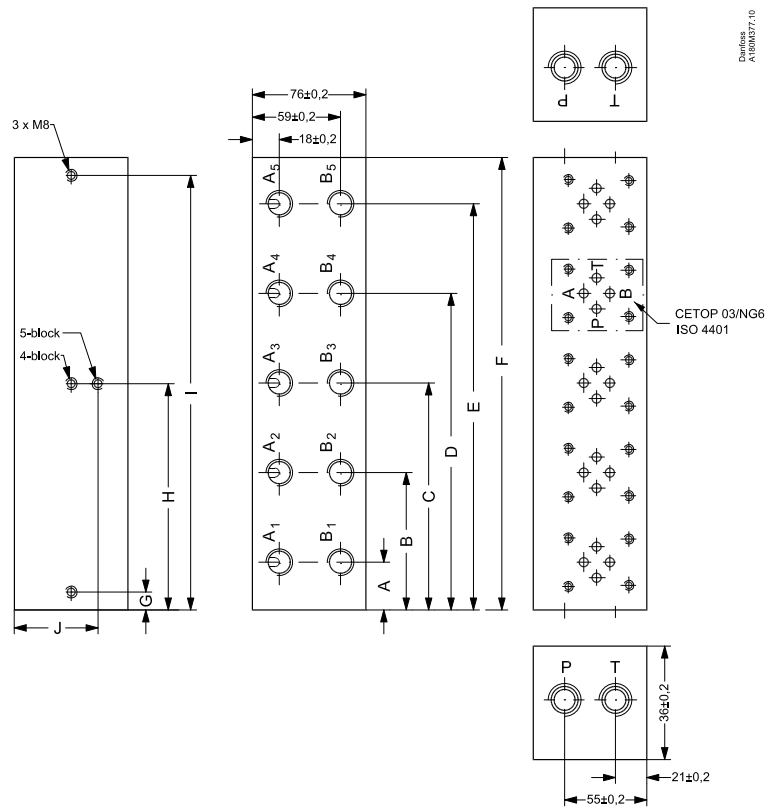 Danfoss
A180M377.10
P T
76±0,2
59±0,2
18±0,2
3 x M8
A5 B5
A4 B4
A3 B3
A2 B2
A1 B1
5-block
4-block
A
B
C
D
E
F
G
H
I
J
T
A B
P
CETOP 03/NG6
ISO 4401
P T
36±0,2
21±0,2
55±0,2